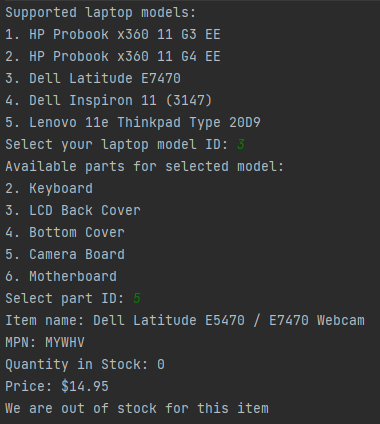 Supported laptop models:
1. HP Probook x360 11 G3 EE
2. HP Probook x360 11 G4 EE
3. Dell Latitude E7470
4. Dell Inspiron 11 (3147)
5. Lenovo 11e Thinkpad Type 20D9
Select your laptop model ID: 3
Available parts for selected model:
2. Keyboard
3. LCD Back Cover
4. Bottom Cover
5. Camera Board
6. Motherboard
Select part ID: 5
Item name: Dell Latitude E5470 / E7470 Webcam
MPN: MYWHV
Quantity in Stock: 0
Price: $14.95
We are out of stock for this item